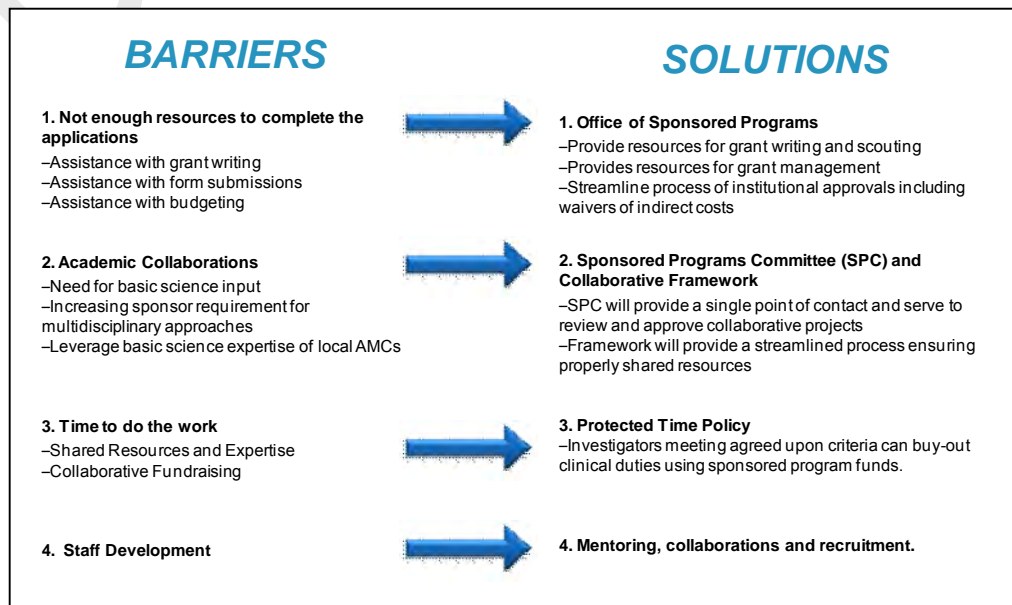 BARRIERS
1. Not enough resources to complete the
applications
–Assistance with grant writing
–Assistance with form submissions
–Assistance with budgeting
2. Academic Collaborations
–Need for basic science input
–Increasing sponsor requirement for
multidisciplinary approaches
–Leverage basic science expertise of local AMCs
3. Time to do the work
–Shared Resources and Expertise
–Collaborative Fundraising
4. Staff Development
SOLUTIONS
1. Office of Sponsored Programs
–Provide resources for grant writing and scouting
–Provides resources for grant management
–Streamline process of institutional approvals including
waivers of indirect costs
2. Sponsored Programs Committee (SPC) and
Collaborative Framework
–SPC will provide a single point of contact and serve to
review and approve collaborative projects
–Framework will provide a streamlined process ensuring
properly shared resources
3. Protected Time Policy
–Investigators meeting agreed upon criteria can buy-out
clinical duties using sponsored program funds.
4. Mentoring, collaborations and recruitment.